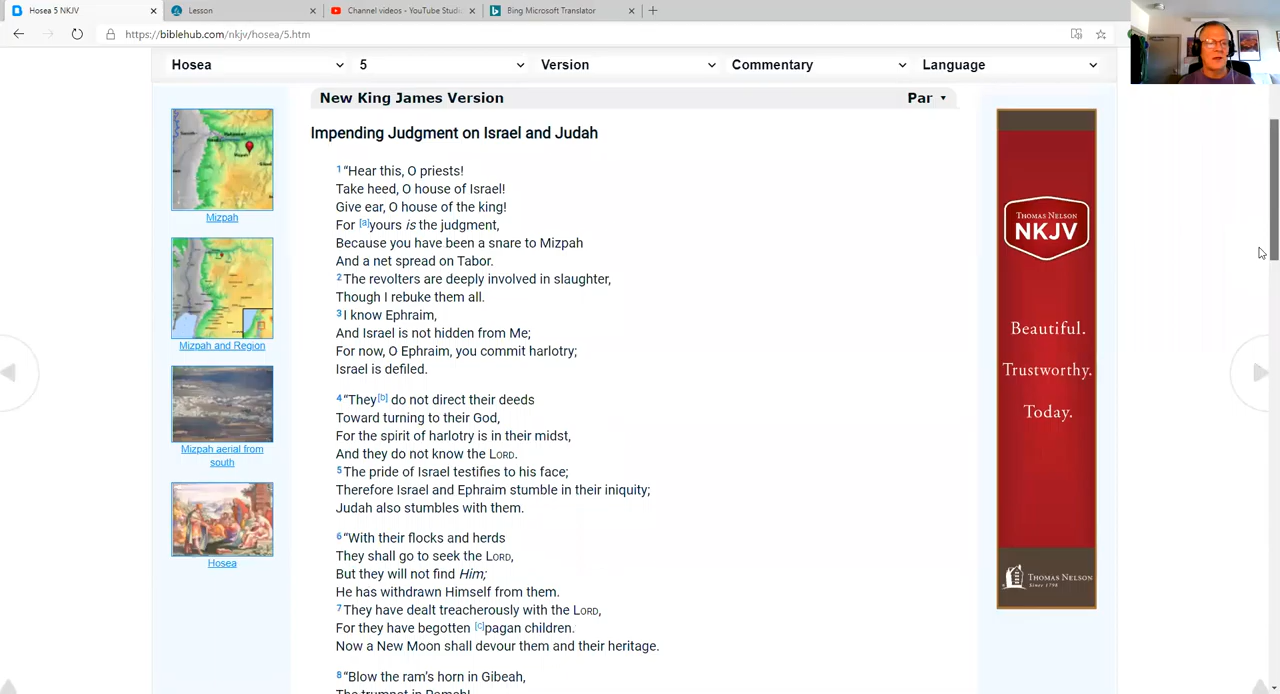 Hosea 5 NKJV
Lesson
Channel videos - YouTube Studi
Bing Microsoft Translator
https://biblehub.com/nkjv/hosea/5.htm
Hosea
5
Version
Commentary
Language
New King James Version
Par
Impending Judgment on Israel and Judah
Mizpah
Mizpah and Region
Mizpah aerial from
south
Hosea
1 “Hear this, O priests!
Take heed, O house of Israel!
Give ear, O house of the king!
For [a]yours is the judgment,
Because you have been a snare to Mizpah
And a net spread on Tabor.
2 The revolters are deeply involved in slaughter,
Though I rebuke them all.
3 I know Ephraim,
And Israel is not hidden from Me;
For now, O Ephraim, you commit harlotry;
Israel is defiled.
4 “They[b] do not direct their deeds
Toward turning to their God,
For the spirit of harlotry is in their midst,
And they do not know the LORD.
5 The pride of Israel testifies to his face;
Therefore Israel and Ephraim stumble in their iniquity;
Judah also stumbles with them.
6 “With their flocks and herds
They shall go to seek the LORD,
But they will not find Him;
He has withdrawn Himself from them.
7 They have dealt treacherously with the LORD,
For they have begotten [c]pagan children.
Now a New Moon shall devour them and their heritage.
8 “Blow the ram’s horn in Gibeah,
The trumpet in Ramah!
THOMAS NELSON
NKJV
Beautiful.
Trustworthy.
Today.
THOMAS NELSON
Since 1798